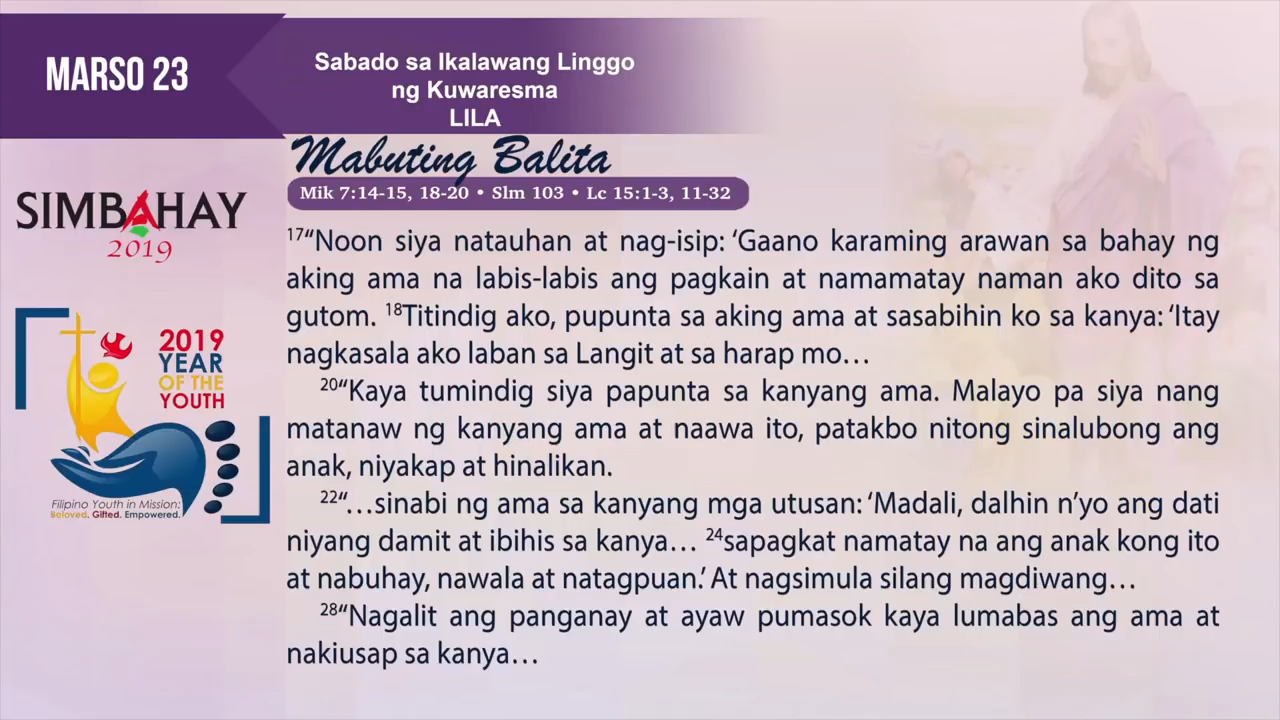 MARSO 23
Sabado sa Ikalawang Linggo
ng Kuwaresma
LILA
Mabuting Balita
Mik 7:14-15, 18-20 • Slm 103 • Lc 15:1-3, 11-32
SIMBAHAY
2019
2019
YEAR
OF THE
YOUTH
Filipino Youth in Mission:
Beloved. Gifted. Empowered.
17“Noon siya natauhan at nag-isip: ‘Gaano karaming arawan sa bahay ng
aking ama na labis-labis ang pagkain at namamatay naman ako dito sa
gutom. 18Titindig ako, pupunta sa aking ama at sasabihin ko sa kanya: ‘Itay
nagkasala ako laban sa Langit at sa harap mo…
20“Kaya tumindig siya papunta sa kanyang ama. Malayo pa siya nang
matanaw ng kanyang ama at naawa ito, patakbo nitong sinalubong ang
anak, niyakap at hinalikan.
22“…sinabi ng ama sa kanyang mga utusan: ‘Madali, dalhin n’yo ang dati
niyang damit at ibihis sa kanya… 24sapagkat namatay na ang anak kong ito
at nabuhay, nawala at natagpuan.’ At nagsimula silang magdiwang…
28“Nagalit ang panganay at ayaw pumasok kaya lumabas ang ama at
nakiusap sa kanya…